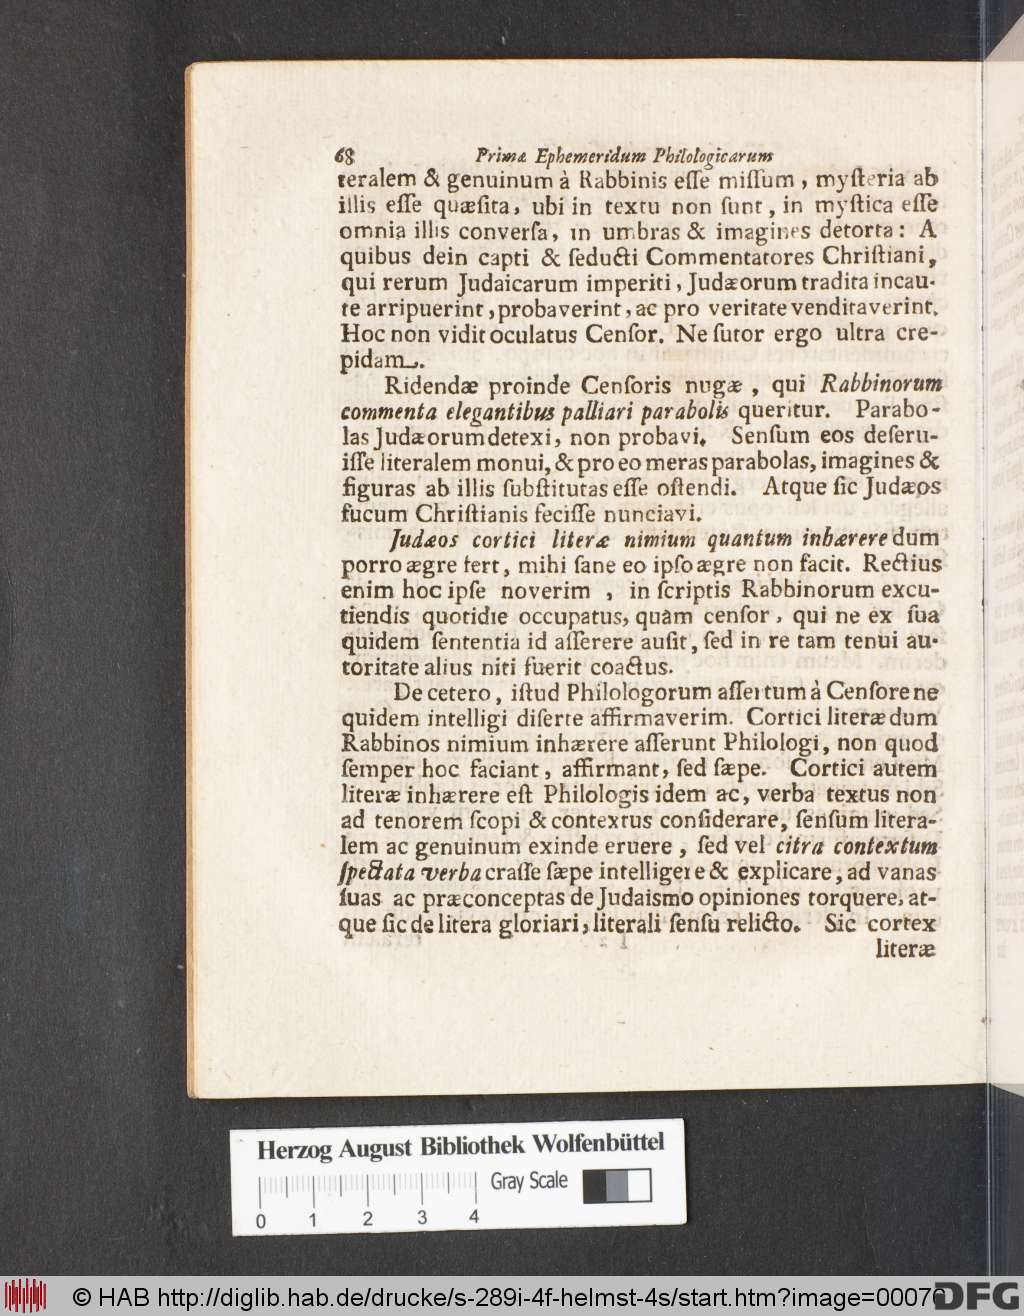 68 Primæ Ephemeridum Philologicarum
teralem & genuinum à Rabbinis eſſe miſſum, myſteria ab
illis eſſe quæſita, ubi in textu non ſunt, in myſtica eſſe
omnia illis converſa, in umbras & imagines detorta: A
quibus dein capti & ſeducti Commentatores Chriſtiani,
qui rerum Judaicarum imperiti, Judæorum tradita incau-
te arripuerint, probaverint, ac pro veritate venditaverint.
Hoc non vidit oculatus Cenſor. Ne ſutor ergo ultra cre-
pidam.
Ridendæ proinde Cenſoris nugæ, qui Rabbinorum
commenta elegantibus palliari parabolis queritur. Parabo-
las Judæorum detexi, non probavi. Senſum eos deſeru-
iſſe literalem monui, & pro eo meras parabolas, imagines &
figuras ab illis ſubſtitutas eſſe oſtendi. Atque ſic Judæos
fucum Chriſtianis feciſſe nunciavi.
Judæos cortici literæ nimium quantum inhærere dum
porro ægre fert, mihi ſane eo ipſo ægre non facit. Rectius
enim hoc ipſe noverim, in ſcriptis Rabbinorum excu-
tiendis quotidie occupatus, quàm cenſor, qui ne ex ſua
quidem ſententia id aſſerere auſit, ſed in re tam tenui au-
toritate alius niti fuerit coactus.
De cetero, iſtud Philologorum aſſertum à Cenſore ne
quidem intelligi diſerte affirmaverim. Cortici literæ dum
Rabbinos nimium inhærere aſſerunt Philologi, non quod
ſemper hoc faciant, affirmant, ſed ſæpe. Cortici autem
literæ inhærere eſt Philologis idem ac, verba textus non
ad tenorem ſcopi & contextus conſiderare, ſenſum litera-
lem ac genuinum exinde eruere, ſed vel citra contextum
ſpectata verba craſſe ſæpe intelligere & explicare, ad vanas
ſuas ac præconceptas de Judaismo opiniones torquere, at-
que ſic de litera gloriari, literali ſenſu relicto. Sic cortex
literæ
Herzog August Bibliothek Wolfenbüttel
Gray Scale
0 1 2 3 4
© HAB http://diglib.hab.de/drucke/s-289i-4f-helmst-4s/start.htm?image=00070
DFG